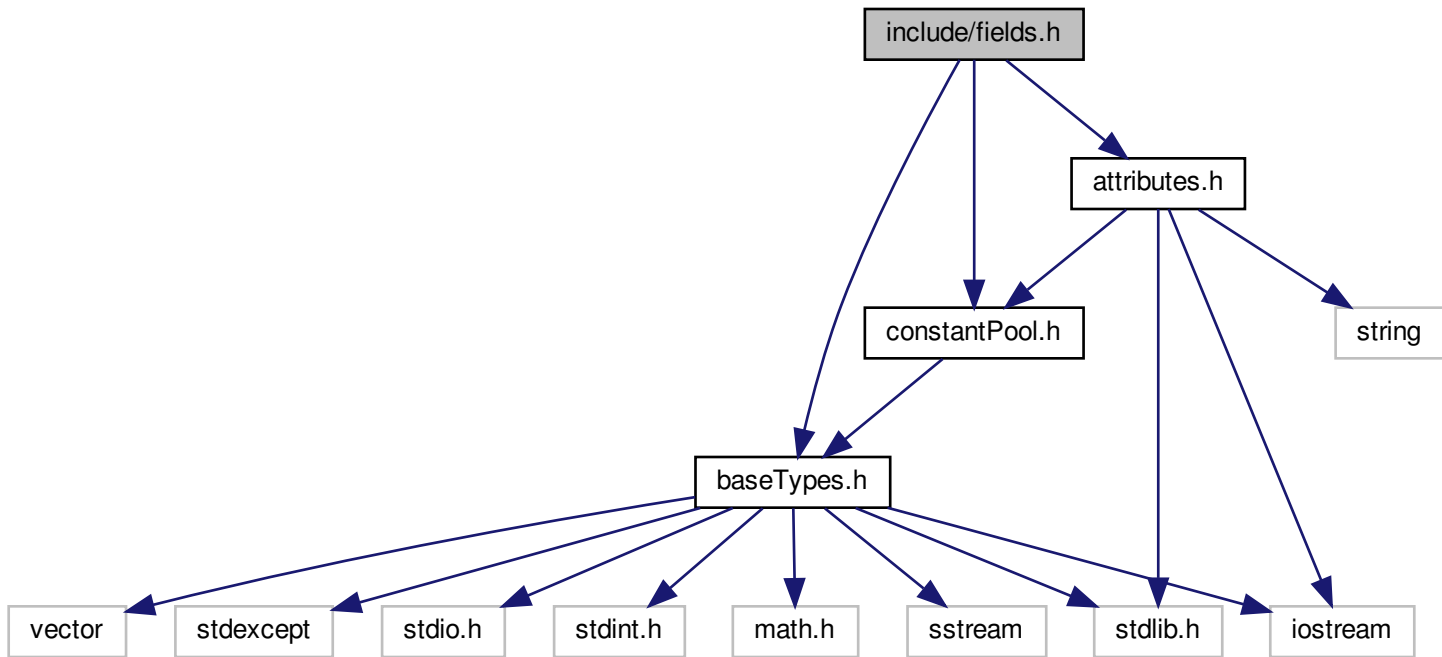 include/fields.h
attributes.h
constantPool.h
string
baseTypes.h
vector
stdexcept
stdio.h
stdint.h
math.h
sstream
stdlib.h
iostream